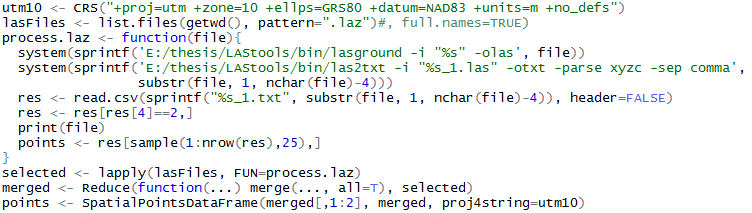 utm10 <- CRS("+proj=utm +zone=10 +ellps=GRS80 +datum=NAD83 +units=m +no_defs")
lasFiles <- list.files(getwd(), pattern=".laz")#, full.names=TRUE)
process.laz <- function(file){
  system(sprintf('E:/thesis/LAStools/bin/lasground -i "%s" -olas', file))
  system(sprintf('E:/thesis/LAStools/bin/las2txt -i "%s_1.las" -otxt -parse xyzc -sep comma',
                 substr(file, 1, nchar(file)-4)))
  res <- read.csv(sprintf("%s_1.txt", substr(file, 1, nchar(file)-4)), header=FALSE)
  res <- res[res[4]==2,]
  print(file)
  points <- res[sample(1:nrow(res),25),]
}
selected <- lapply(lasFiles, FUN=process.laz)
merged <- Reduce(function(...) merge(..., all=T), selected)
points <- SpatialPointsDataFrame(merged[,1:2], merged, proj4string=utm10)